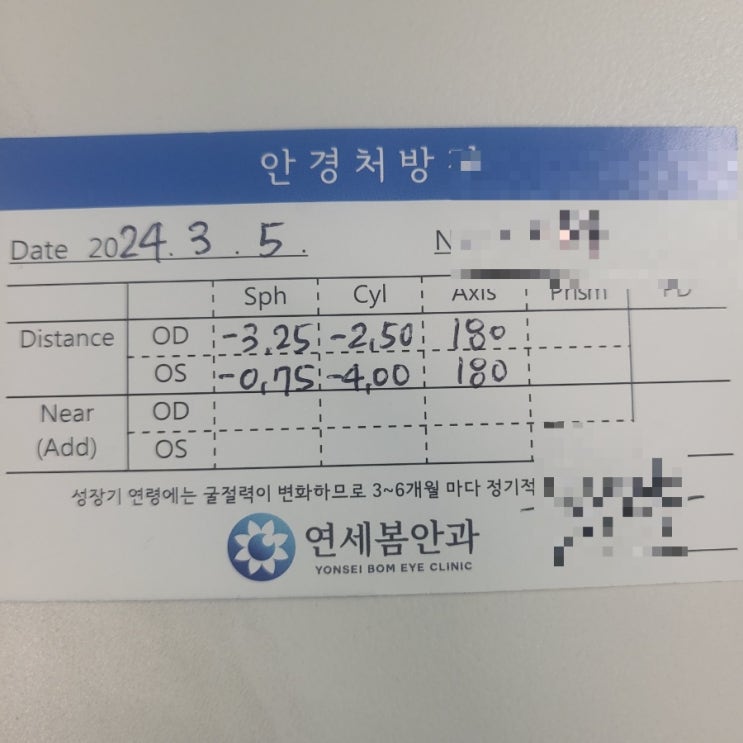 안경처방
Date 2024. 3. 5.
Sph Cyl Axis Prism PD
Distance OD -3.25 -2.50 180
OS -0.75 -4.00 180
Near OD
(Add) OS
성장기 연령에는 굴절력이 변화하므로 3~6개월 마다 정기적
연세봄안과
YONSEI BOM EYE CLINIC